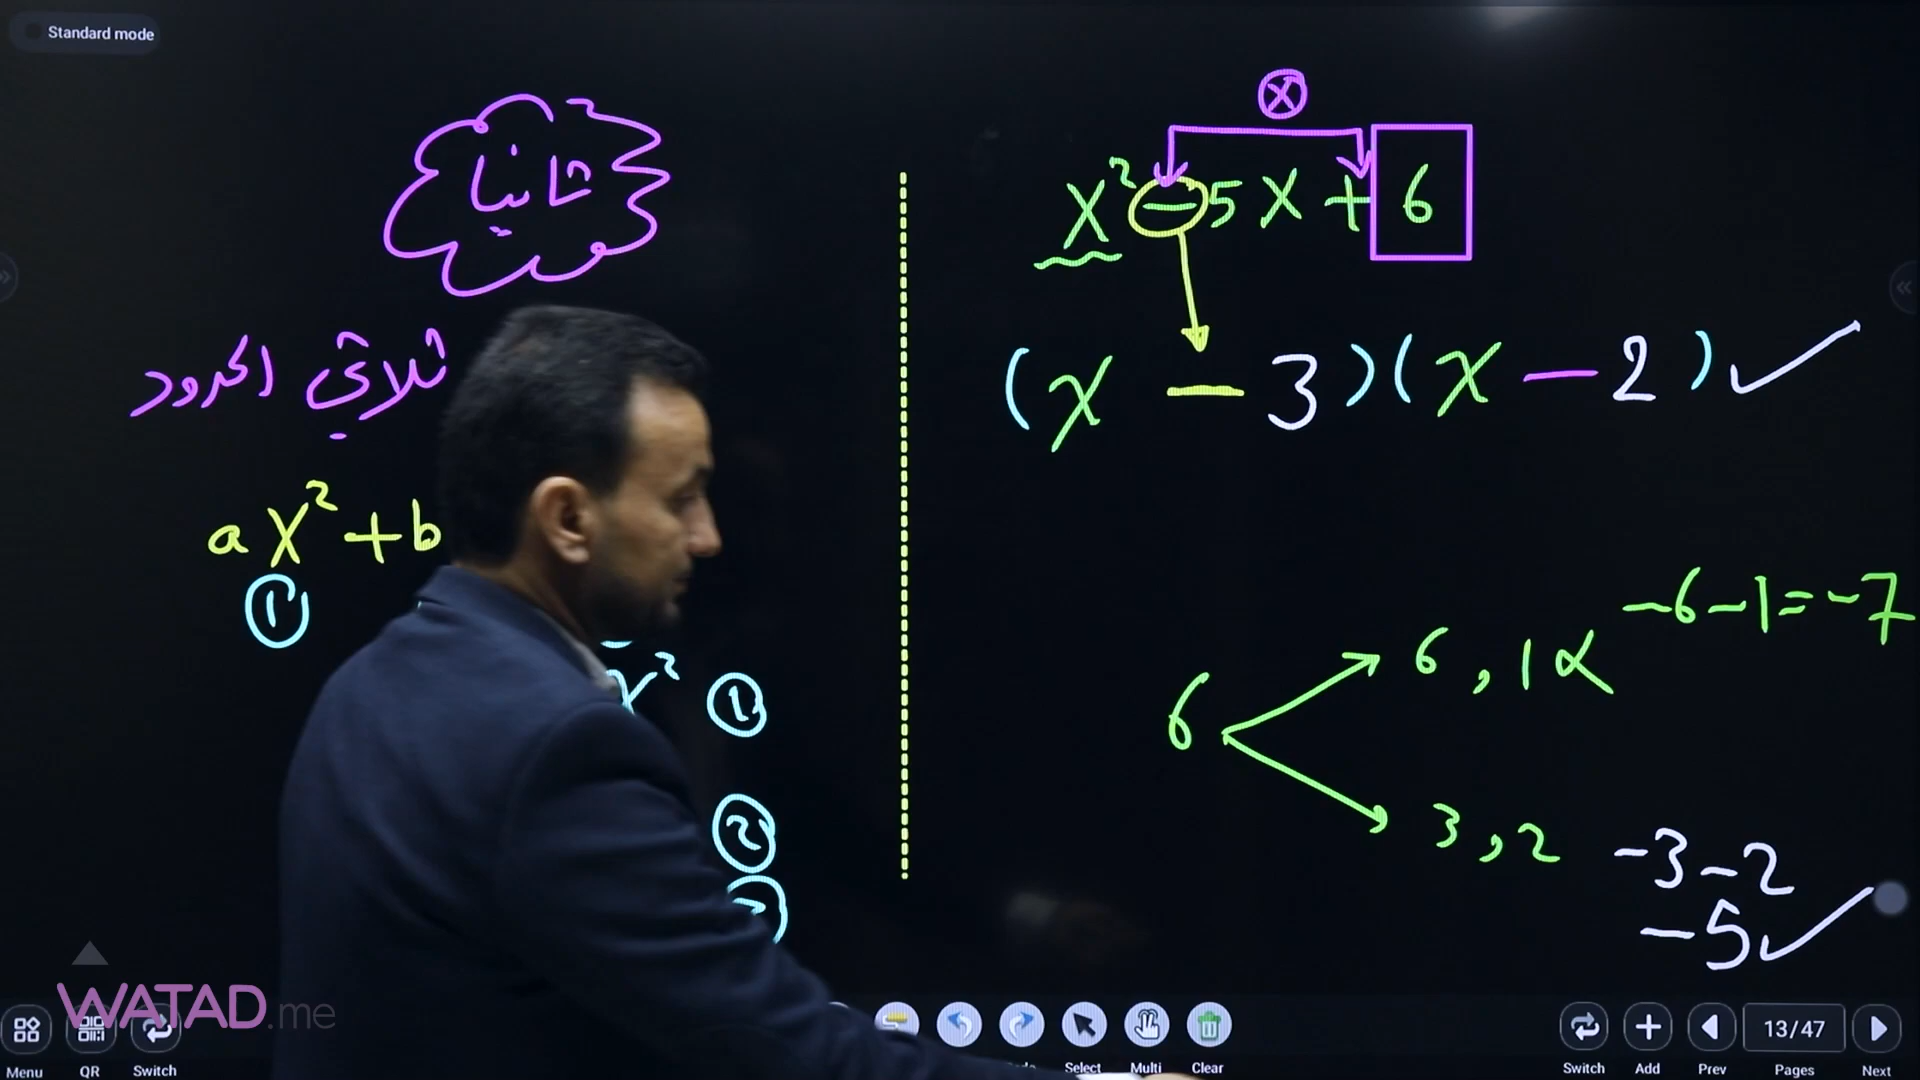 Standard mode
ثانيا
ثلاثي الحدود
ax² + b
①
x² ①
②
ⓧ
x² - 5x + 6
(x - 3)(x - 2) ✓
-6-1=-7
6, 1 ×
6
3, 2
-3-2
-5 ✓
WATAD.me
Menu QR Switch Select Multi Clear Switch Add Prev 13/47 Pages Next